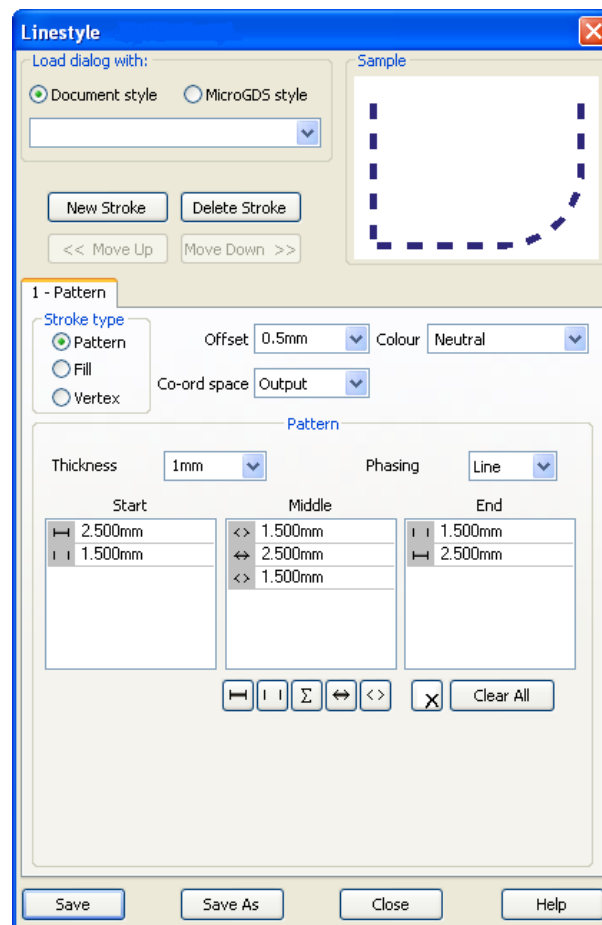 Linestyle
Load dialog with:
Document style MicroGDS style
Sample
New Stroke Delete Stroke
<< Move Up Move Down >>
1 - Pattern
Stroke type
Pattern
Fill
Vertex
Offset 0.5mm Colour Neutral
Co-ord space Output
Pattern
Thickness 1mm Phasing Line
Start Middle End
2.500mm <> 1.500mm 1.500mm
1.500mm 2.500mm 2.500mm
<> 1.500mm
Σ <> X Clear All
Save Save As Close Help